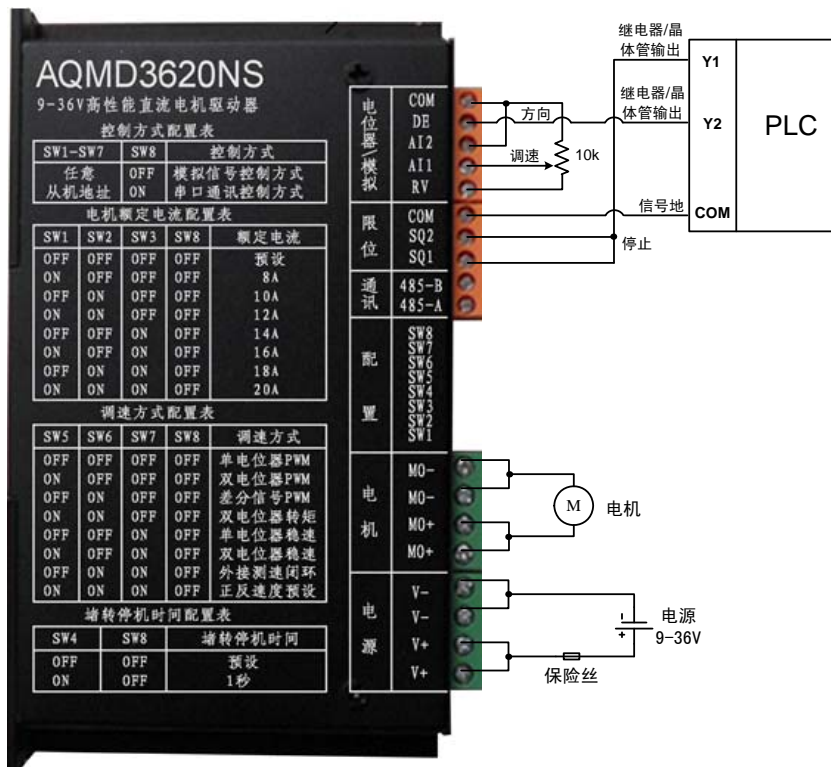 AQMD3620NS
9-36V高性能直流电机驱动器
控制方式配置表
SW1-SW7 SW8 控制方式
任意 OFF 模拟信号控制方式
从机地址 ON 串口通讯控制方式
电机额定电流配置表
SW1 SW2 SW3 SW8 额定电流
OFF OFF OFF OFF 预设
ON OFF OFF OFF 8A
OFF ON OFF OFF 10A
ON ON OFF OFF 12A
OFF OFF ON OFF 14A
ON OFF ON OFF 16A
OFF ON ON OFF 18A
ON ON ON OFF 20A
调速方式配置表
SW5 SW6 SW7 SW8 调速方式
OFF OFF OFF OFF 单电位器PWM
ON OFF OFF OFF 双电位器PWM
OFF ON OFF OFF 差分信号PWM
ON ON OFF OFF 双电位器转矩
OFF OFF ON OFF 单电位器稳速
ON OFF ON OFF 双电位器稳速
OFF ON ON OFF 外接测速闭环
ON ON ON OFF 正反速度预设
堵转停机时间配置表
SW4 SW8 堵转停机时间
OFF OFF 预设
ON OFF 1秒
电位器/模拟
COM
DE
AI2
AI1
RV
限位
COM
SQ2
SQ1
通讯
485-B
485-A
配置
SW8
SW7
SW6
SW5
SW4
SW3
SW2
SW1
电机
MO-
MO-
MO+
MO+
电源
V-
V-
V+
V+
方向
调速
10k
继电器/晶
体管输出
Y1
继电器/晶
体管输出
Y2
PLC
信号地
COM
停止
M
电机
-
+
电源
9-36V
保险丝